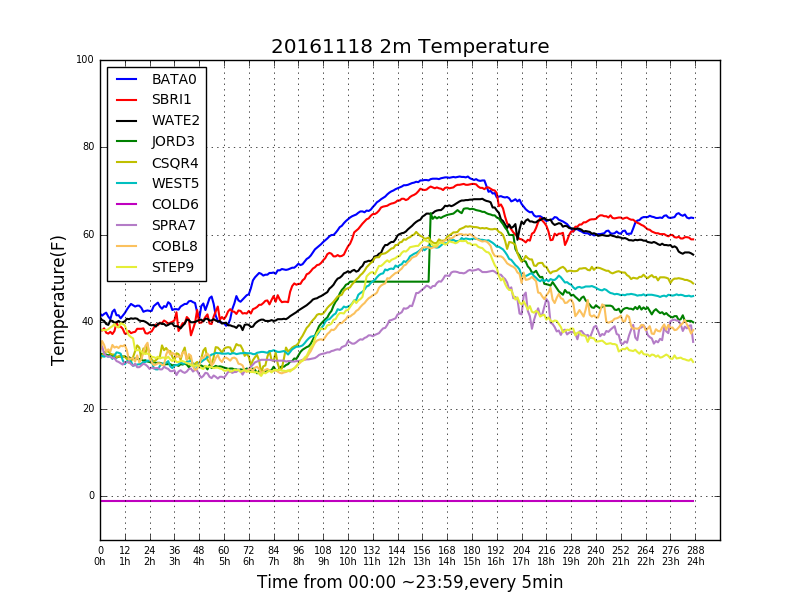 20161118 2m Temperature
100
80
60
40
20
0
Temperature(F)
BATA0
SBRI1
WATE2
JORD3
CSQR4
WEST5
COLD6
SPRA7
COBL8
STEP9
0 12 24 36 48 60 72 84 96 108 120 132 144 156 168 180 192 204 216 228 240 252 264 276 288
0h 1h 2h 3h 4h 5h 6h 7h 8h 9h 10h 11h 12h 13h 14h 15h 16h 17h 18h 19h 20h 21h 22h 23h 24h
Time from 00:00 ~23:59,every 5min